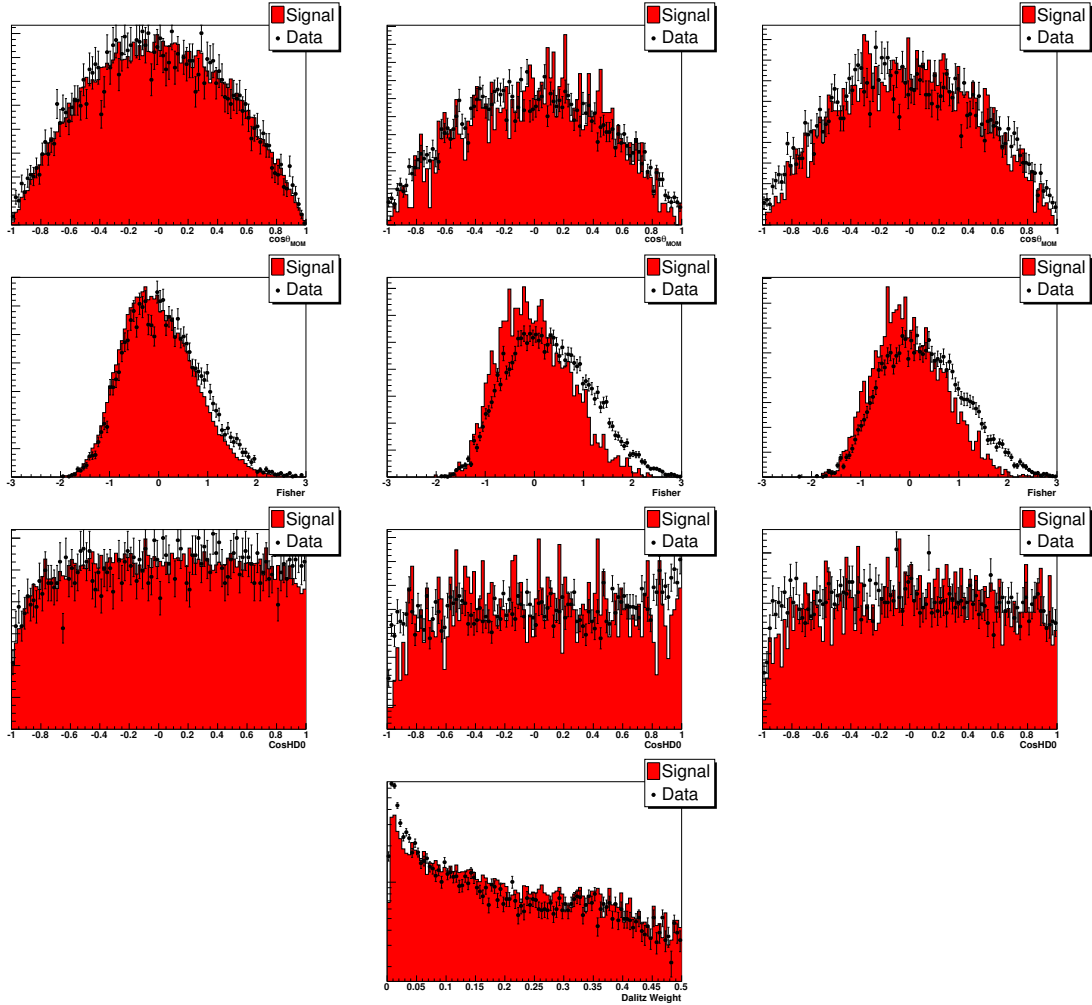 Signal
Data
-1 -0.8 -0.6 -0.4 -0.2 -0 0.2 0.4 0.6 0.8 1
cosθMOM
Signal
Data
-1 -0.8 -0.6 -0.4 -0.2 0 0.2 0.4 0.6 0.8 1
cosθMOM
Signal
Data
-1 -0.8 -0.6 -0.4 -0.2 -0 0.2 0.4 0.6 0.8 1
cosθMOM
Signal
Data
-3 -2 -1 0 1 2 3
Fisher
Signal
Data
-3 -2 -1 0 1 2 3
Fisher
Signal
Data
-3 -2 -1 0 1 2 3
Fisher
Signal
Data
-1 -0.8 -0.6 -0.4 -0.2 -0 0.2 0.4 0.6 0.8 1
CosHD0
Signal
Data
-1 -0.8 -0.6 -0.4 -0.2 0 0.2 0.4 0.6 0.8 1
CosHD0
Signal
Data
-1 -0.8 -0.6 -0.4 -0.2 -0 0.2 0.4 0.6 0.8 1
CosHD0
Signal
Data
0 0.05 0.1 0.15 0.2 0.25 0.3 0.35 0.4 0.45 0.5
Dalitz Weight